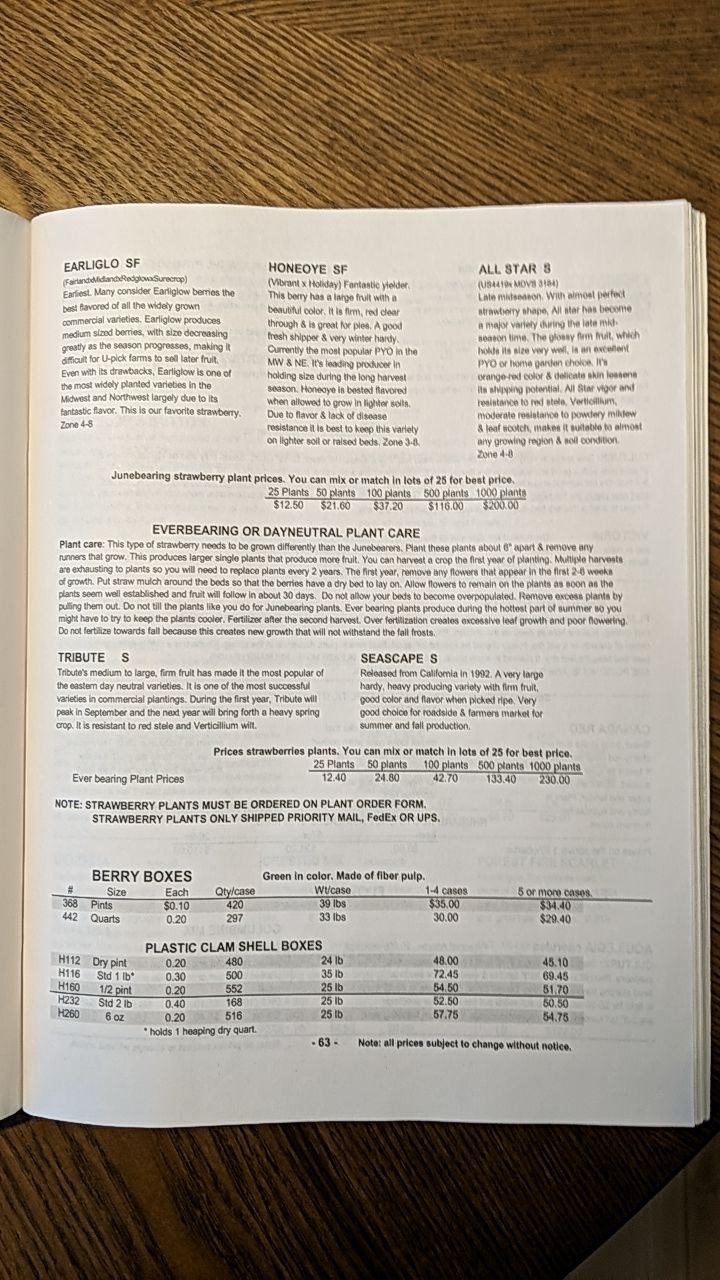 EARLIGLO SF
(FairlandxMidlandxRedglowxSurecrop)
Earliest. Many consider Earliglow berries the
best flavored of all the widely grown
commercial varieties. Earliglow produces
medium sized berries, with size decreasing
greatly as the season progresses, making it
difficult for U-pick farms to sell later fruit.
Even with its drawbacks, Earliglow is one of
the most widely planted varieties in the
Midwest and Northwest largely due to its
fantastic flavor. This is our favorite strawberry.
Zone 4-8
HONEOYE SF
(Vibrant x Holiday) Fantastic yielder.
This berry has a large fruit with a
beautiful color. It is firm, red clear
through & is great for pies. A good
fresh shipper & very winter hardy.
Currently the most popular PYO in the
MW & NE. It's leading producer in
holding size during the long harvest
season. Honeoye is bested flavored
when allowed to grow in lighter soils.
Due to flavor & lack of disease
resistance it is best to keep this variety
on lighter soil or raised beds. Zone 3-8.
ALL STAR S
(US4419x MDVB 3184)
Late midseason. With almost perfect
strawberry shape, All star has become
a major variety during the late mid-
season time. The glossy firm fruit, which
holds its size very well, is an excellent
PYO or home garden choice. It's
orange-red color & delicate skin lessens
its shipping potential. All Star vigor and
resistance to red stele, Verticillium,
moderate resistance to powdery mildew
& leaf scotch, makes it suitable to almost
any growing region & soil condition.
Zone 4-8
Junebearing strawberry plant prices. You can mix or match in lots of 25 for best price.
25 Plants 50 plants 100 plants 500 plants 1000 plants
$12.50 $21.60 $37.20 $116.00 $200.00
EVERBEARING OR DAYNEUTRAL PLANT CARE
Plant care: This type of strawberry needs to be grown differently than the Junebearers. Plant these plants about 6" apart & remove any
runners that grow. This produces larger single plants that produce more fruit. You can harvest a crop the first year of planting. Multiple harvests
are exhausting to plants so you will need to replace plants every 2 years. The first year, remove any flowers that appear in the first 2-6 weeks
of growth. Put straw mulch around the beds so that the berries have a dry bed to lay on. Allow flowers to remain on the plants as soon as the
plants seem well established and fruit will follow in about 30 days. Do not allow your beds to become overpopulated. Remove excess plants by
pulling them out. Do not till the plants like you do for Junebearing plants. Ever bearing plants produce during the hottest part of summer so you
might have to try to keep the plants cooler. Fertilizer after the second harvest. Over fertilization creates excessive leaf growth and poor flowering.
Do not fertilize towards fall because this creates new growth that will not withstand the fall frosts.
TRIBUTE S
Tribute's medium to large, firm fruit has made it the most popular of
the eastern day neutral varieties. It is one of the most successful
varieties in commercial plantings. During the first year, Tribute will
peak in September and the next year will bring forth a heavy spring
crop. It is resistant to red stele and Verticillium wilt.
SEASCAPE S
Released from California in 1992. A very large
hardy, heavy producing variety with firm fruit,
good color and flavor when picked ripe. Very
good choice for roadside & farmers market for
summer and fall production.
Prices strawberries plants. You can mix or match in lots of 25 for best price.
25 Plants 50 plants 100 plants 500 plants 1000 plants
Ever bearing Plant Prices 12.40 24.80 42.70 133.40 230.00
NOTE: STRAWBERRY PLANTS MUST BE ORDERED ON PLANT ORDER FORM.
STRAWBERRY PLANTS ONLY SHIPPED PRIORITY MAIL, FedEx OR UPS.
BERRY BOXES Green in color. Made of fiber pulp.
# Size Each Qty/case Wt/case 1-4 cases 5 or more cases.
368 Pints $0.10 420 39 lbs $35.00 $34.40
442 Quarts 0.20 297 33 lbs 30.00 $29.40
PLASTIC CLAM SHELL BOXES
H112 Dry pint 0.20 480 24 lb 48.00 45.10
H116 Std 1 lb* 0.30 500 35 lb 72.45 69.45
H160 1/2 pint 0.20 552 25 lb 54.50 51.70
H232 Std 2 lb 0.40 168 25 lb 52.50 50.50
H260 6 oz 0.20 516 25 lb 57.75 54.75
* holds 1 heaping dry quart.
- 63 - Note: all prices subject to change without notice.